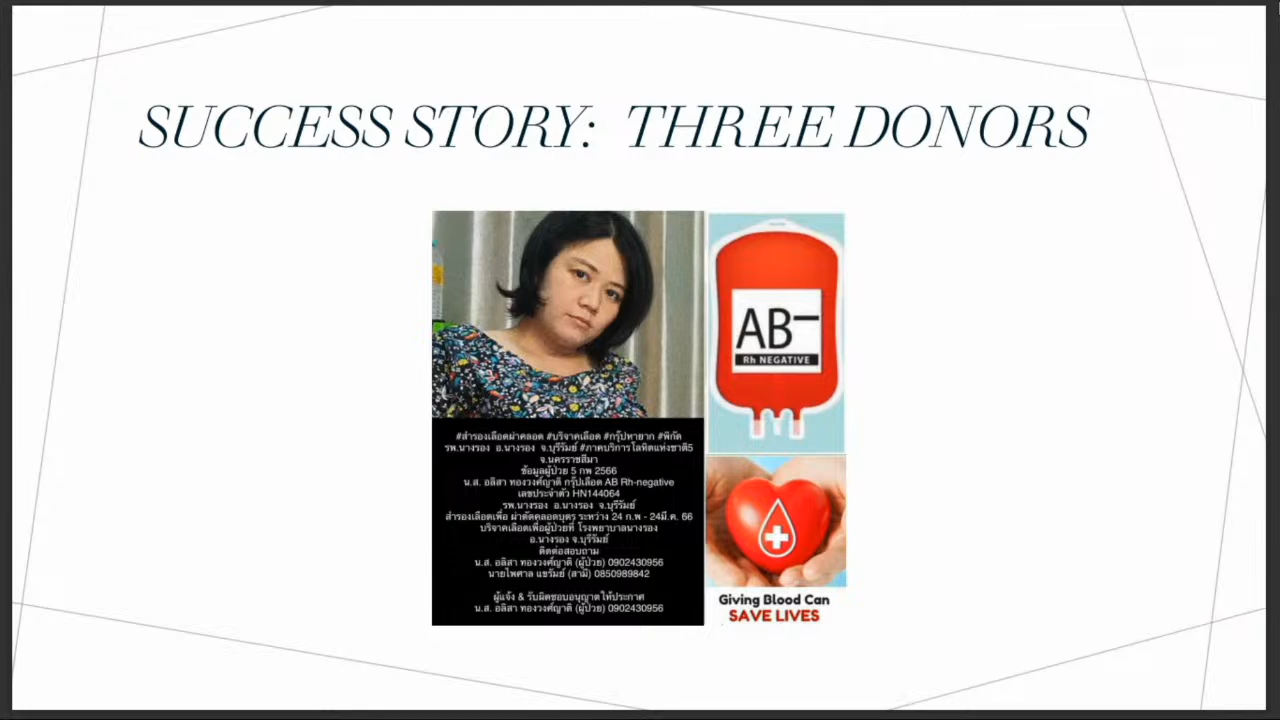 SUCCESS STORY: THREE DONORS
#สำรองเลือดผ่าคลอด #บริจาคเลือด #กรุ๊ปหายาก #พิกัด
รพ.นางรอง อ.นางรอง จ.บุรีรัมย์ #ภาคบริการโลหิตแห่งชาติ5
จ.นครราชสีมา
ข้อมูลผู้ป่วย 5 กพ 2566
น.ส. อลิสา ทองวงศ์ญาติ กรุ๊ปเลือด AB Rh-negative
เลขประจำตัว HN144064
รพ.นางรอง อ.นางรอง จ.บุรีรัมย์
สำรองเลือดเพื่อ ผ่าตัดคลอดบุตร ระหว่าง 24 ก.พ - 24มี.ค. 66
บริจาคเลือดเพื่อผู้ป่วยที่ โรงพยาบาลนางรอง
อ.นางรอง จ.บุรีรัมย์
ติดต่อสอบถาม
น.ส. อลิสา ทองวงศ์ญาติ (ผู้ป่วย) 0902430956
นายไพศาล แขรัมย์ (สามี) 0850989842
ผู้แจ้ง & รับผิดชอบอนุญาตให้ประกาศ
น.ส. อลิสา ทองวงศ์ญาติ (ผู้ป่วย) 0902430956
AB–
Rh NEGATIVE
Giving Blood Can
SAVE LIVES